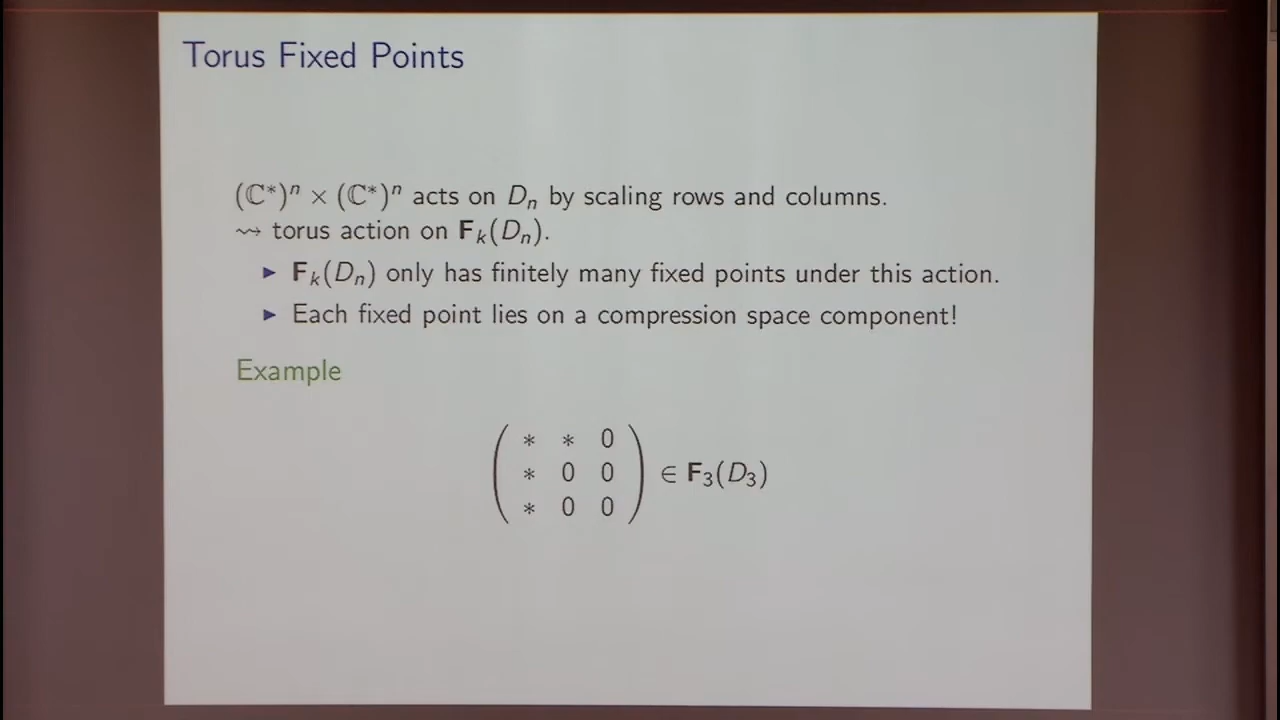 Torus Fixed Points
(ℂ*)ⁿ × (ℂ*)ⁿ acts on Dₙ by scaling rows and columns.
⇝ torus action on Fₖ(Dₙ).
▶ Fₖ(Dₙ) only has finitely many fixed points under this action.
▶ Each fixed point lies on a compression space component!
Example
* * 0
* 0 0 ∈ F₃(D₃)
* 0 0